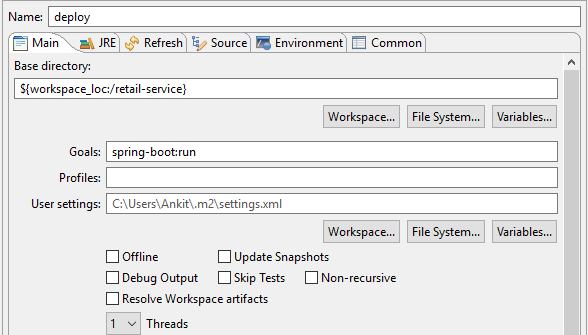 Name: deploy
Main JRE Refresh Source Environment Common
Base directory:
${workspace_loc:/retail-service}
Workspace... File System... Variables...
Goals: spring-boot:run
Profiles:
User settings: C:\Users\Ankit\.m2\settings.xml
Workspace... File System... Variables...
Offline Update Snapshots
Debug Output Skip Tests Non-recursive
Resolve Workspace artifacts
1 Threads